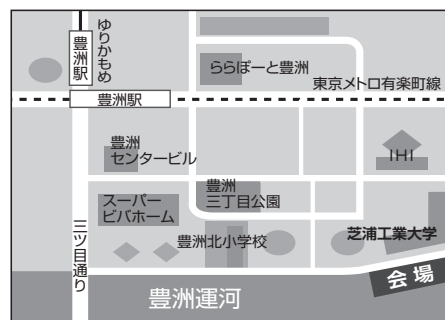 ゆりかもめ
豊洲駅
ららぽーと豊洲
東京メトロ有楽町線
豊洲駅
豊洲
センタービル
IHI
豊洲
三丁目公園
スーパー
ビバホーム
三ツ目通り
豊洲北小学校
芝浦工業大学
会場
豊洲運河